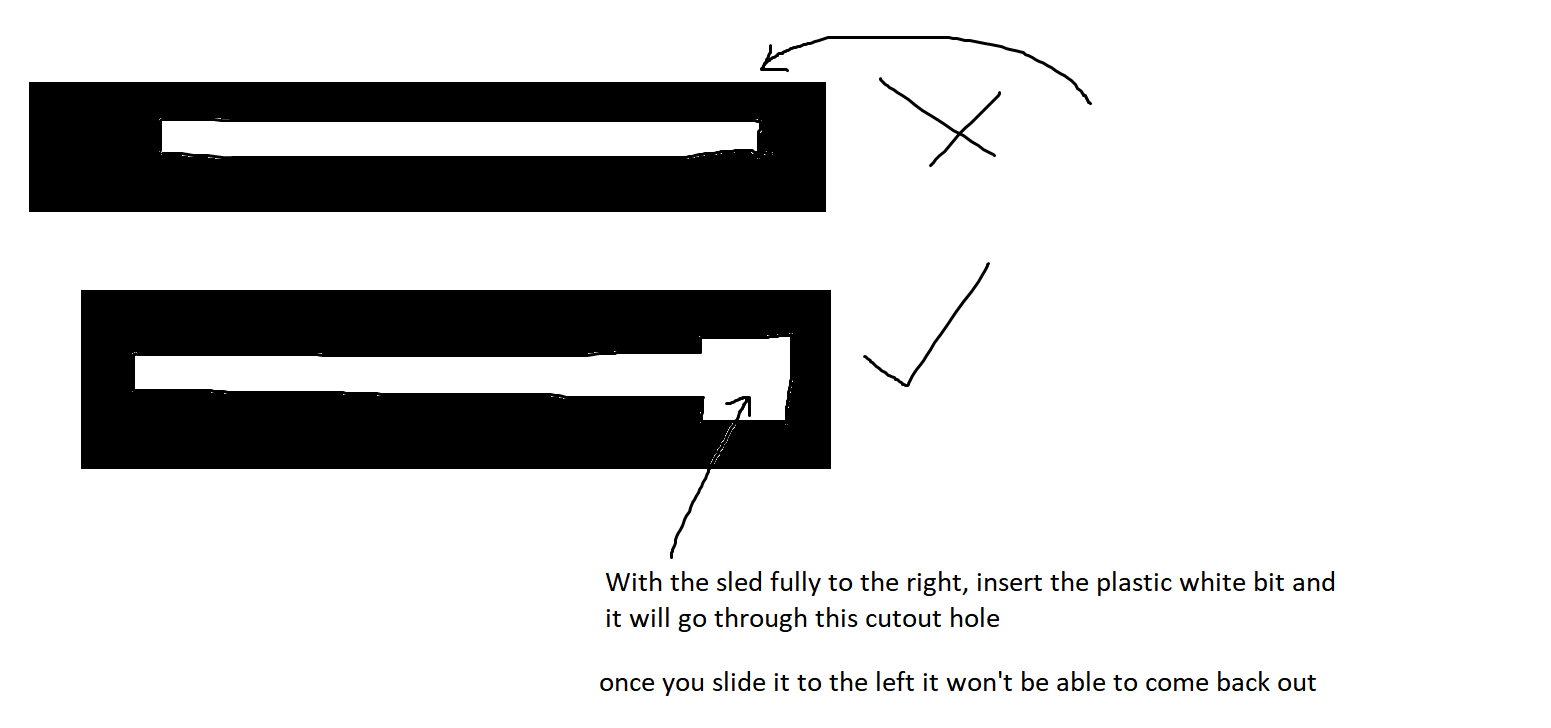 With the sled fully to the right, insert the plastic white bit and
it will go through this cutout hole
once you slide it to the left it won't be able to come back out